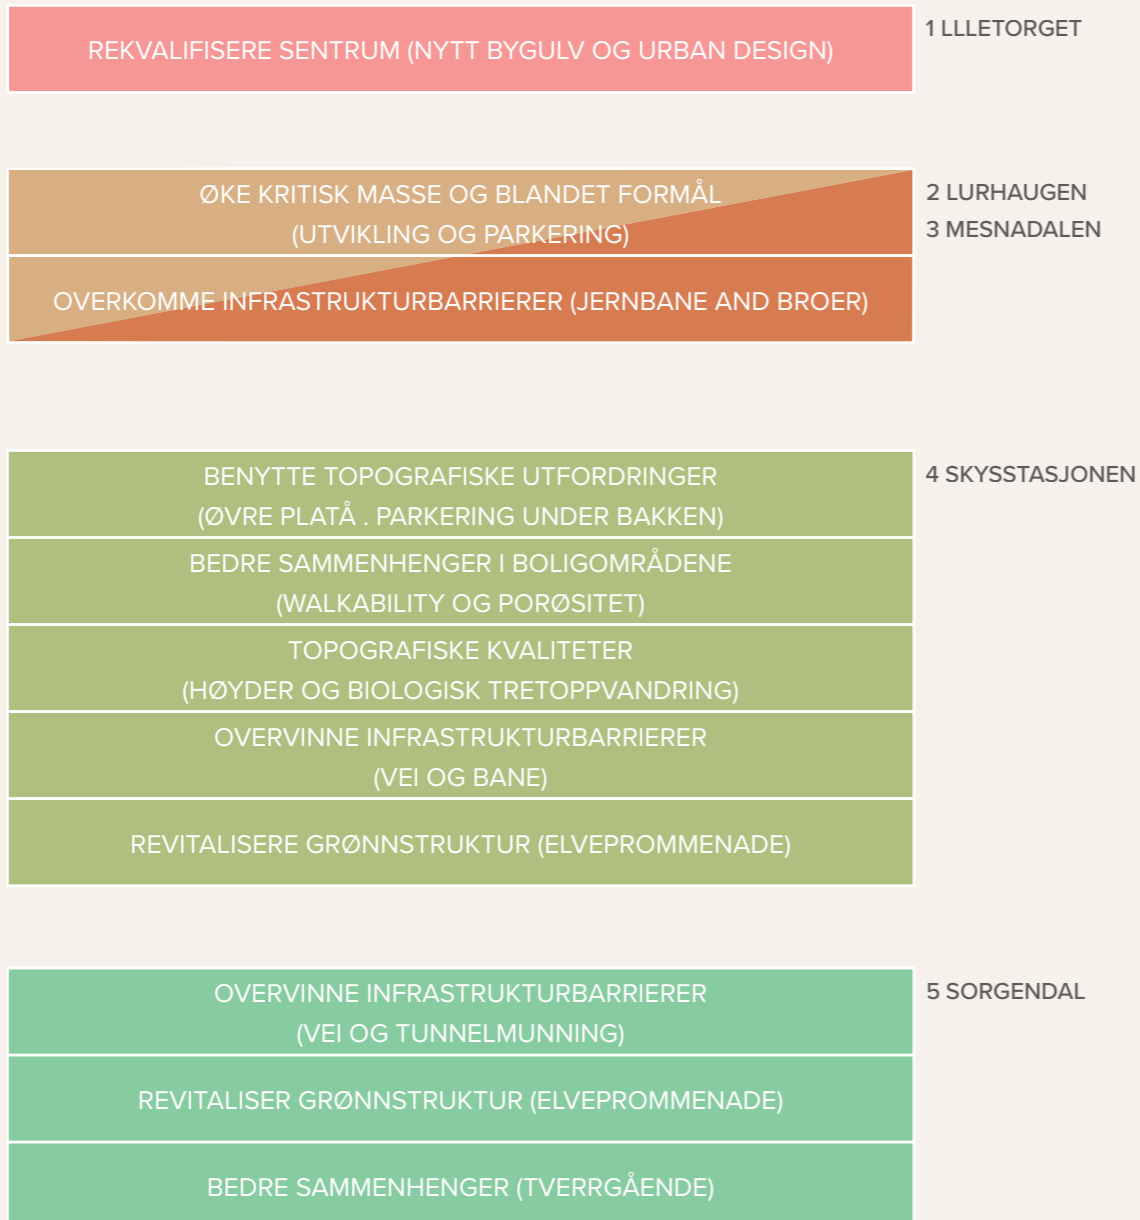 REKVALIFISERE SENTRUM (NYTT BYGULV OG URBAN DESIGN)
1 LLLETORGET
ØKE KRITISK MASSE OG BLANDET FORMÅL
(UTVIKLING OG PARKERING)
OVERKOMME INFRASTRUKTURBARRIERER (JERNBANE AND BROER)
2 LURHAUGEN
3 MESNADALEN
BENYTTE TOPOGRAFISKE UTFORDRINGER
(ØVRE PLATÅ . PARKERING UNDER BAKKEN)
BEDRE SAMMENHENGER I BOLIGOMRÅDENE
(WALKABILITY OG PORØSITET)
TOPOGRAFISKE KVALITETER
(HØYDER OG BIOLOGISK TRETOPPVANDRING)
OVERVINNE INFRASTRUKTURBARRIERER
(VEI OG BANE)
REVITALISERE GRØNNSTRUKTUR (ELVEPROMMENADE)
4 SKYSSTASJONEN
OVERVINNE INFRASTRUKTURBARRIERER
(VEI OG TUNNELMUNNING)
REVITALISER GRØNNSTRUKTUR (ELVEPROMMENADE)
BEDRE SAMMENHENGER (TVERRGÅENDE)
5 SORGENDAL